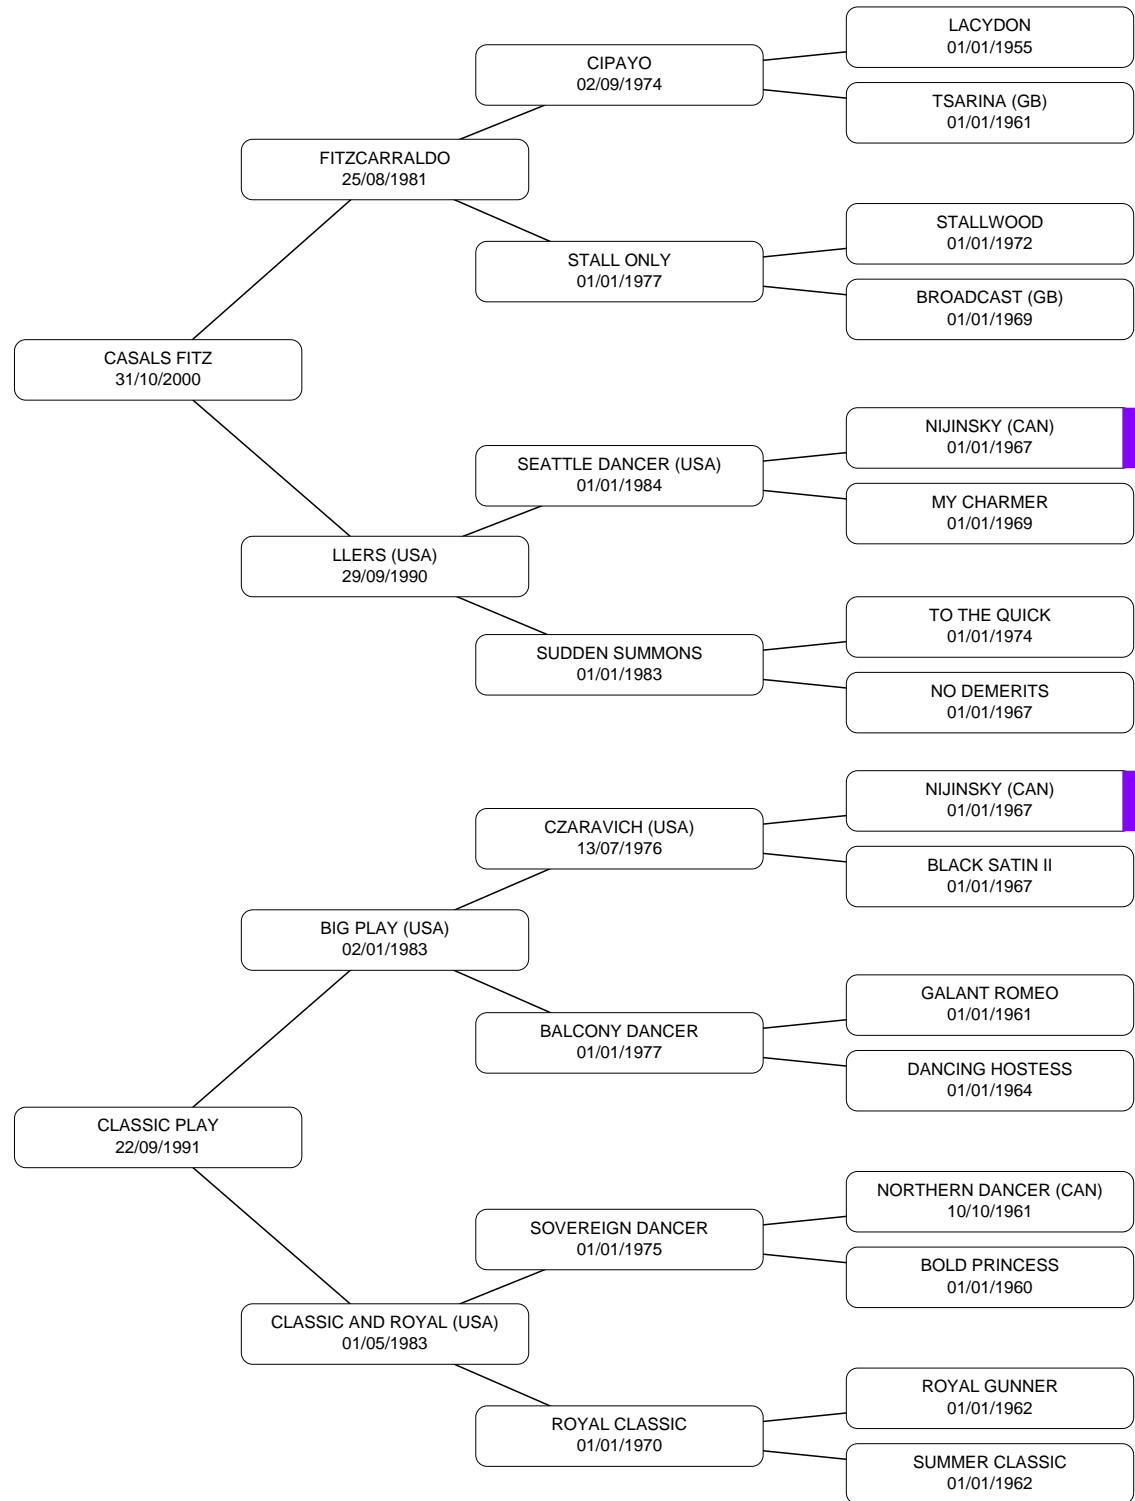 LACYDON
01/01/1955
CIPAYO
02/09/1974
TSARINA (GB)
01/01/1961
FITZCARRALDO
25/08/1981
STALLWOOD
01/01/1972
STALL ONLY
01/01/1977
BROADCAST (GB)
01/01/1969
CASALS FITZ
31/10/2000
NIJINSKY (CAN)
01/01/1967
SEATTLE DANCER (USA)
01/01/1984
MY CHARMER
01/01/1969
LLERS (USA)
29/09/1990
TO THE QUICK
01/01/1974
SUDDEN SUMMONS
01/01/1983
NO DEMERITS
01/01/1967
NIJINSKY (CAN)
01/01/1967
CZARAVICH (USA)
13/07/1976
BLACK SATIN II
01/01/1967
BIG PLAY (USA)
02/01/1983
GALANT ROMEO
01/01/1961
BALCONY DANCER
01/01/1977
DANCING HOSTESS
01/01/1964
CLASSIC PLAY
22/09/1991
NORTHERN DANCER (CAN)
10/10/1961
SOVEREIGN DANCER
01/01/1975
BOLD PRINCESS
01/01/1960
CLASSIC AND ROYAL (USA)
01/05/1983
ROYAL GUNNER
01/01/1962
ROYAL CLASSIC
01/01/1970
SUMMER CLASSIC
01/01/1962